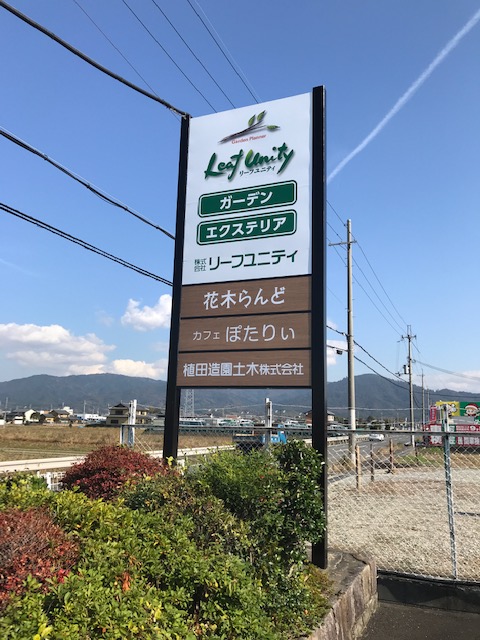 Garden Planner
Leaf Unity
リーフユニティ
ガーデン
エクステリア
株式会社 リーフユニティ
花木らんど
カフェ ぽたりぃ
植田造園土木株式会社